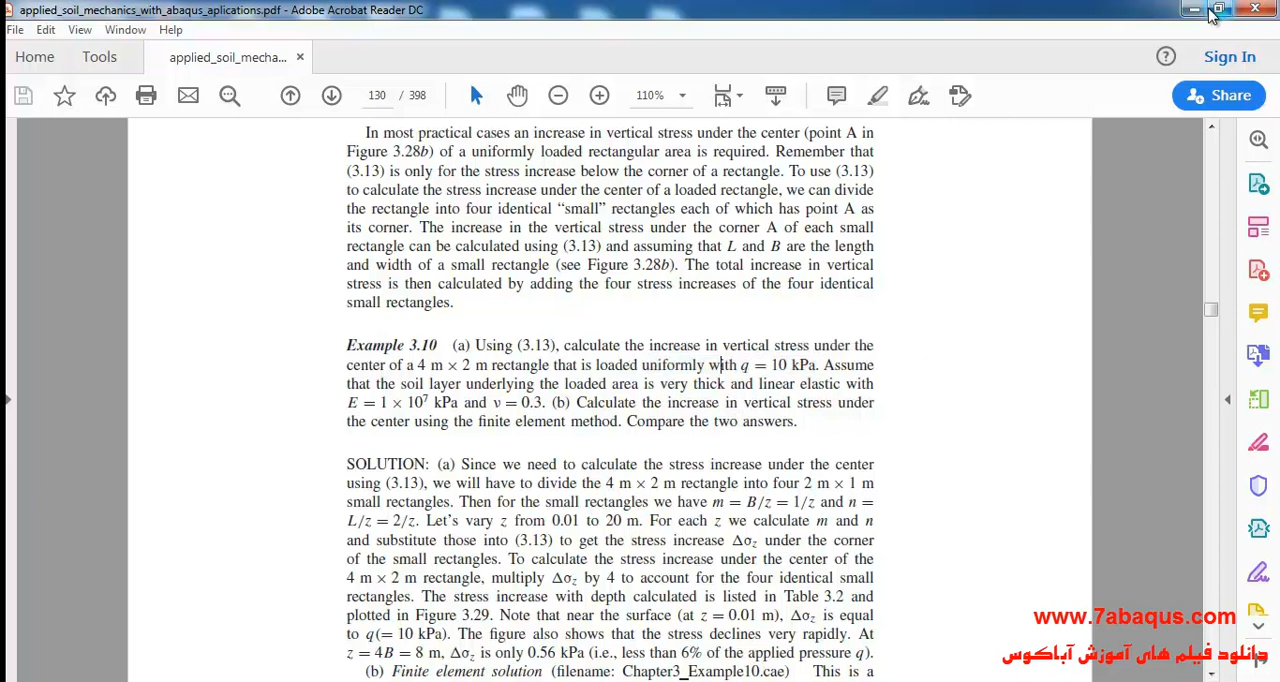 applied_soil_mechanics_with_abaqus_aplications.pdf - Adobe Acrobat Reader DC
File Edit View Window Help
Home Tools applied_soil_mecha... × ? Sign In
130 / 398 110% Share
In most practical cases an increase in vertical stress under the center (point A in
Figure 3.28b) of a uniformly loaded rectangular area is required. Remember that
(3.13) is only for the stress increase below the corner of a rectangle. To use (3.13)
to calculate the stress increase under the center of a loaded rectangle, we can divide
the rectangle into four identical “small” rectangles each of which has point A as
its corner. The increase in the vertical stress under the corner A of each small
rectangle can be calculated using (3.13) and assuming that L and B are the length
and width of a small rectangle (see Figure 3.28b). The total increase in vertical
stress is then calculated by adding the four stress increases of the four identical
small rectangles.
Example 3.10 (a) Using (3.13), calculate the increase in vertical stress under the
center of a 4 m × 2 m rectangle that is loaded uniformly with q = 10 kPa. Assume
that the soil layer underlying the loaded area is very thick and linear elastic with
E = 1 × 10⁷ kPa and ν = 0.3. (b) Calculate the increase in vertical stress under
the center using the finite element method. Compare the two answers.
SOLUTION: (a) Since we need to calculate the stress increase under the center
using (3.13), we will have to divide the 4 m × 2 m rectangle into four 2 m × 1 m
small rectangles. Then for the small rectangles we have m = B/z = 1/z and n =
L/z = 2/z. Let’s vary z from 0.01 to 20 m. For each z we calculate m and n
and substitute those into (3.13) to get the stress increase Δσz under the corner
of the small rectangles. To calculate the stress increase under the center of the
4 m × 2 m rectangle, multiply Δσz by 4 to account for the four identical small
rectangles. The stress increase with depth calculated is listed in Table 3.2 and
plotted in Figure 3.29. Note that near the surface (at z = 0.01 m), Δσz is equal
to q(= 10 kPa). The figure also shows that the stress declines very rapidly. At
z = 4B = 8 m, Δσz is only 0.56 kPa (i.e., less than 6% of the applied pressure q).
(b) Finite element solution (filename: Chapter3_Example10.cae) This is a
www.7abaqus.com
دانلود فیلم های آموزش آباکوس